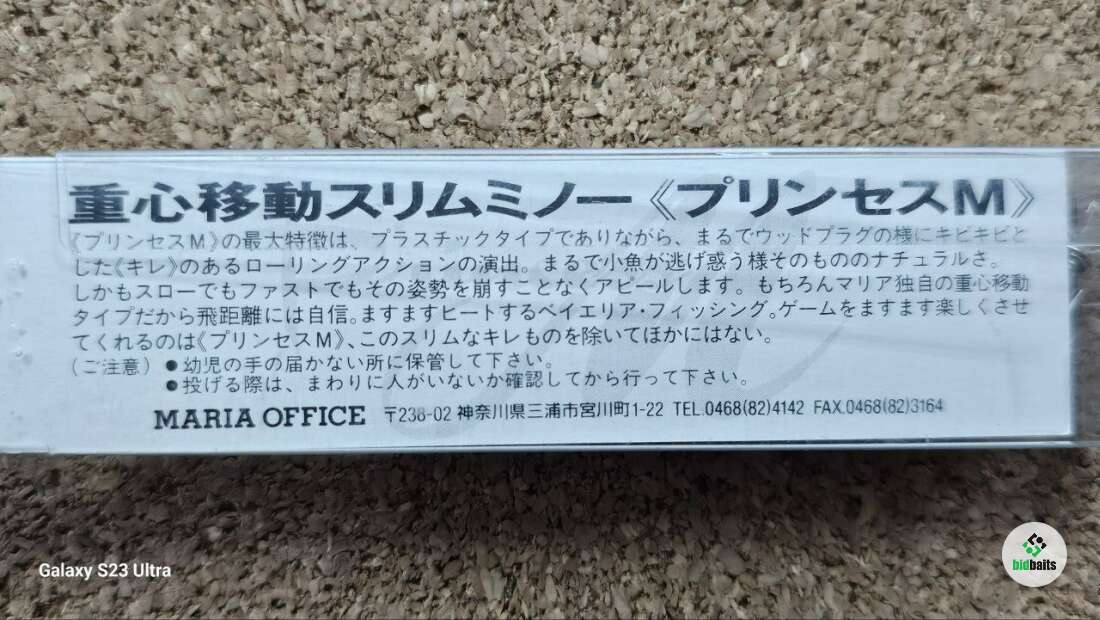 重心移動スリムミノー《プリンセスM》
《プリンセスM》の最大特徴は、プラスチックタイプでありながら、まるでウッドプラグの様にキビキビと
した《キレ》のあるローリングアクションの演出。まるで小魚が逃げ惑う様そのもののナチュラルさ。
しかもスローでもファストでもその姿勢を崩すことなくアピールします。もちろんマリア独自の重心移動
タイプだから飛距離には自信。ますますヒートするベイエリア・フィッシング。ゲームをますます楽しくさせ
てくれるのは《プリンセスM》、このスリムなキレものを除いてほかにはない。
(ご注意) ●幼児の手の届かない所に保管して下さい。
●投げる際は、まわりに人がいないか確認してから行って下さい。
MARIA OFFICE 〒238-02 神奈川県三浦市宮川町1-22 TEL.0468(82)4142 FAX.0468(82)3164
Galaxy S23 Ultra
bidbaits